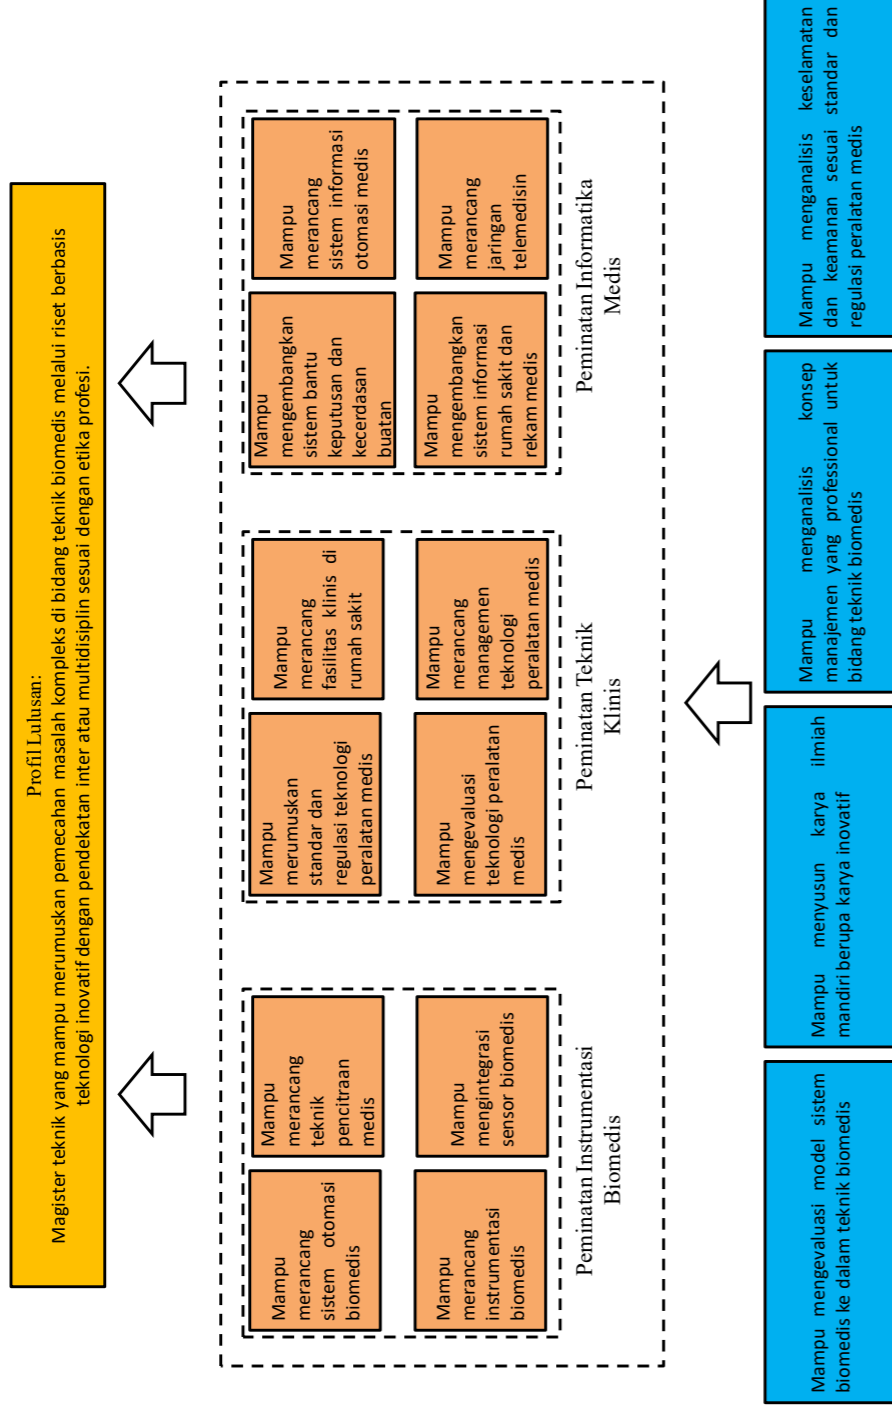 Profil Lulusan:
Magister teknik yang mampu merumuskan pemecahan masalah kompleks di bidang teknik biomedis melalui riset berbasis
teknologi inovatif dengan pendekatan inter atau multidisiplin sesuai dengan etika profesi.
Mampu
merancang
sistem otomasi
biomedis
Mampu
merancang
teknik
pencitraan
medis
Mampu
merancang
instrumentasi
biomedis
Mampu
mengintegrasi
sensor biomedis
Peminatan Instrumentasi
Biomedis
Mampu
merumuskan
standar dan
regulasi teknologi
peralatan medis
Mampu
merancang
fasilitas klinis di
rumah sakit
Mampu
mengevaluasi
teknologi peralatan
medis
Mampu
merancang
managemen
teknologi
peralatan medis
Peminatan Teknik
Klinis
Mampu
mengembangkan
sistem bantu
keputusan dan
kecerdasan
buatan
Mampu
merancang
sistem informasi
otomasi medis
Mampu
mengembangkan
sistem informasi
rumah sakit dan
rekam medis
Mampu
merancang
jaringan
telemedisin
Peminatan Informatika
Medis
Mampu mengevaluasi model sistem
biomedis ke dalam teknik biomedis
Mampu menyusun karya ilmiah
mandiri berupa karya inovatif
Mampu menganalisis konsep
manajemen yang professional untuk
bidang teknik biomedis
Mampu menganalisis keselamatan
dan keamanan sesuai standar dan
regulasi peralatan medis